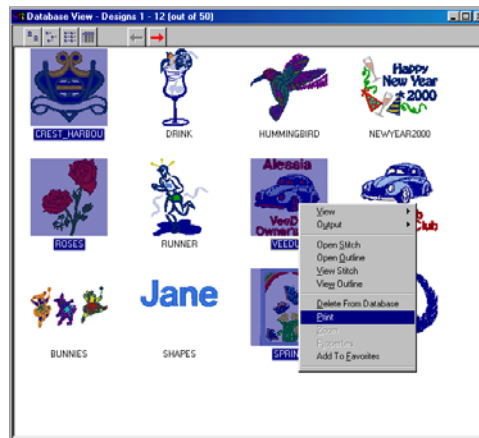 Database View - Designs 1 - 12 (out of 50)
CREST_HARBOU
DRINK
HUMMINGBIRD
Happy
New Year
2000
NEWYEAR2000
ROSES
RUNNER
Alessia
VeeD
Owner's
Club
View
Output
Open Stitch
Open Outline
View Stitch
View Outline
Delete From Database
Print
Zoom
Properties
Add To Favorites
BUNNIES
Jane
SHAPES
SPRIN